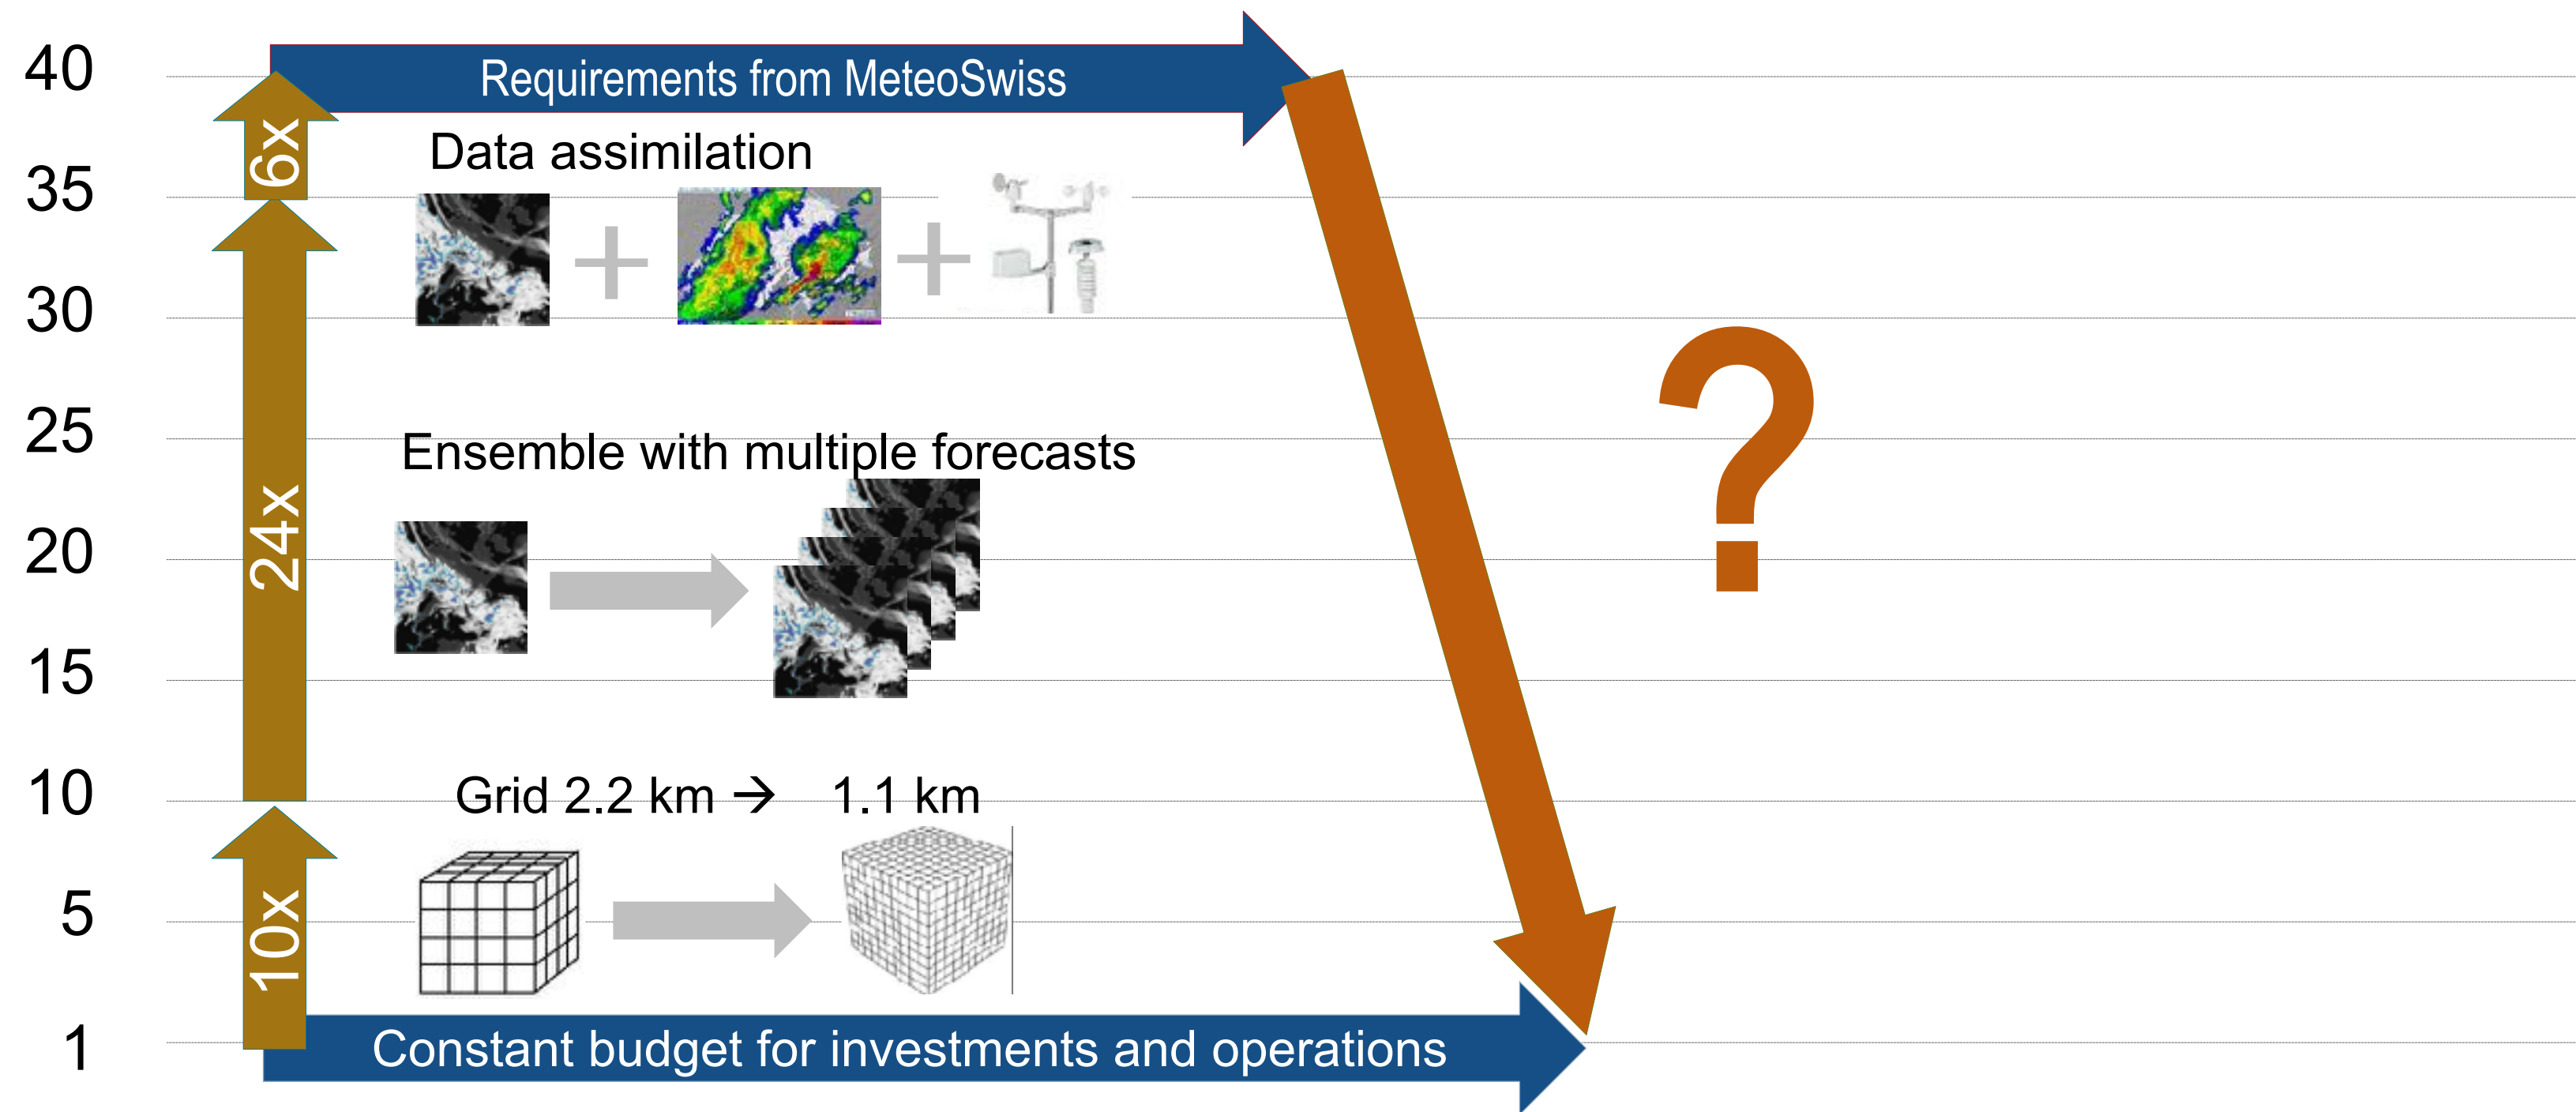 40
Requirements from MeteoSwiss
6x
Data assimilation
35
30
25
Ensemble with multiple forecasts
24x
20
15
10
Grid 2.2 km → 1.1 km
5
10x
1
Constant budget for investments and operations
?